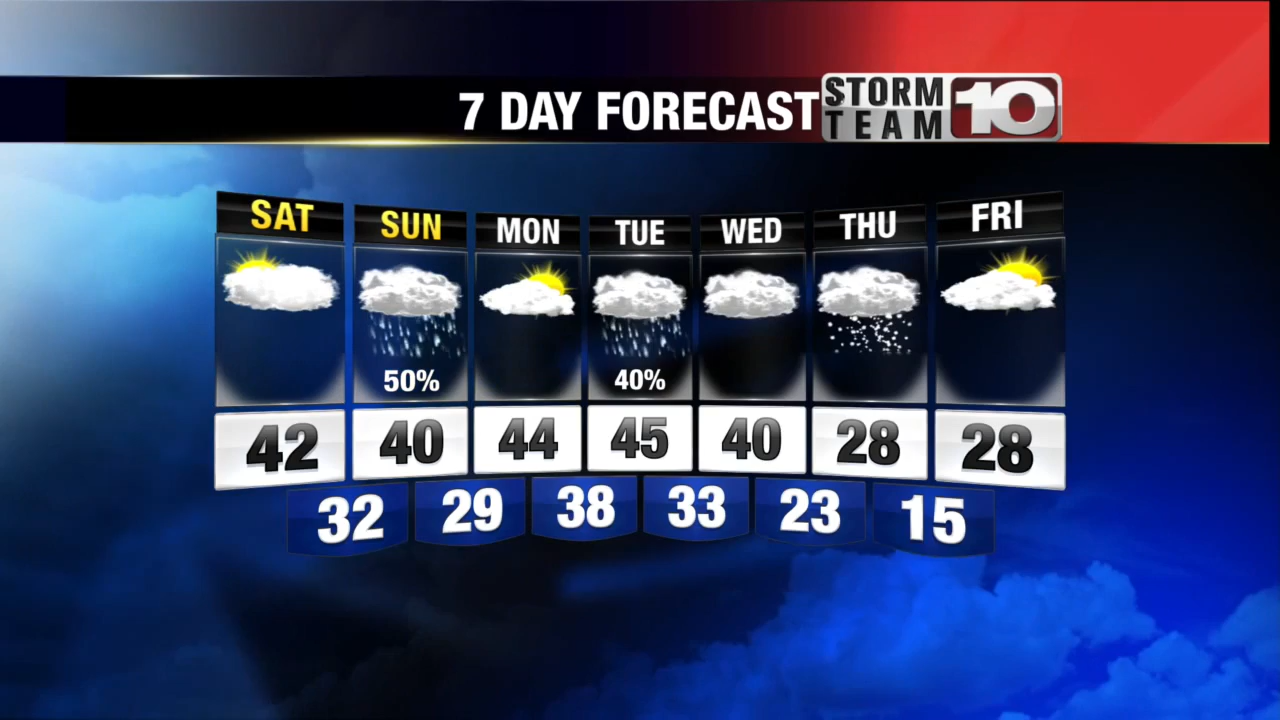 7 DAY FORECAST
STORM TEAM 10
SAT SUN MON TUE WED THU FRI
50% 40%
42 40 44 45 40 28 28
32 29 38 33 23 15